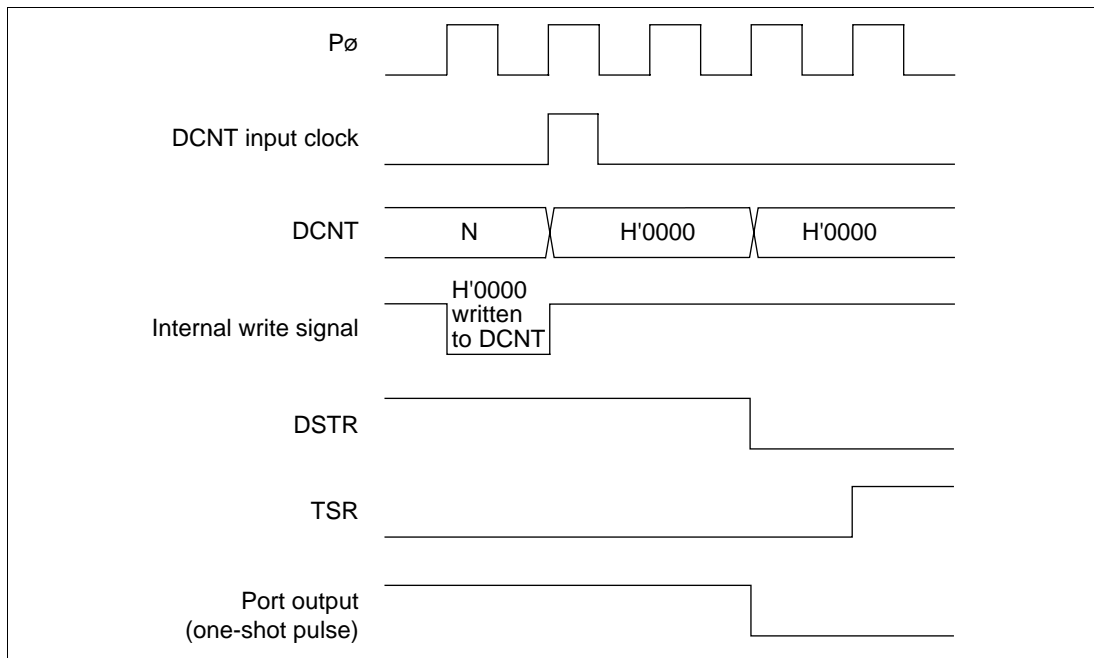 Pø
DCNT input clock
DCNT
N
H'0000
H'0000
Internal write signal
H'0000
written
to DCNT
DSTR
TSR
Port output
(one-shot pulse)